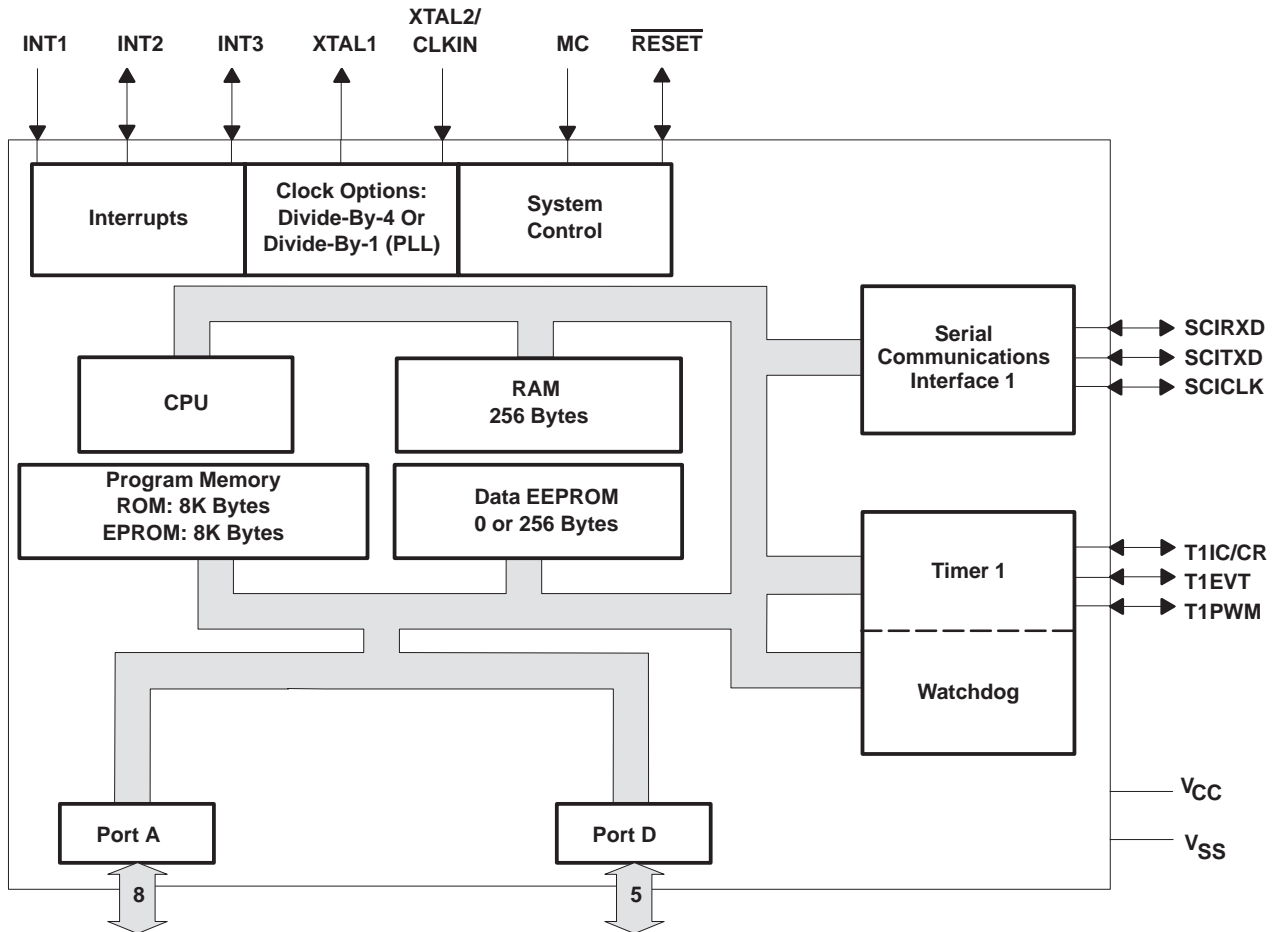 INT1
INT2
INT3
XTAL1
XTAL2/
CLKIN
MC
RESET
Interrupts
Clock Options:
Divide-By-4 Or
Divide-By-1 (PLL)
System
Control
CPU
RAM
256 Bytes
Serial
Communications
Interface 1
SCIRXD
SCITXD
SCICLK
Program Memory
ROM: 8K Bytes
EPROM: 8K Bytes
Data EEPROM
0 or 256 Bytes
Timer 1
T1IC/CR
T1EVT
T1PWM
Watchdog
VCC
VSS
Port A
Port D
8
5